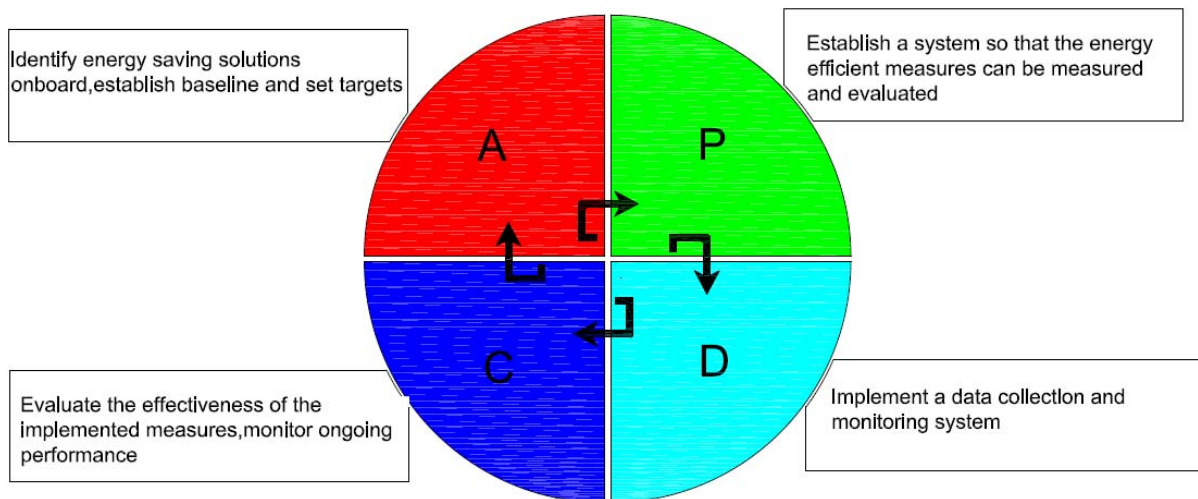 Identify energy saving solutions
onboard,establish baseline and set targets
Establish a system so that the energy
efficient measures can be measured
and evaluated
A
P
C
D
Evaluate the effectiveness of the
implemented measures,monitor ongoing
performance
Implement a data collection and
monitoring system